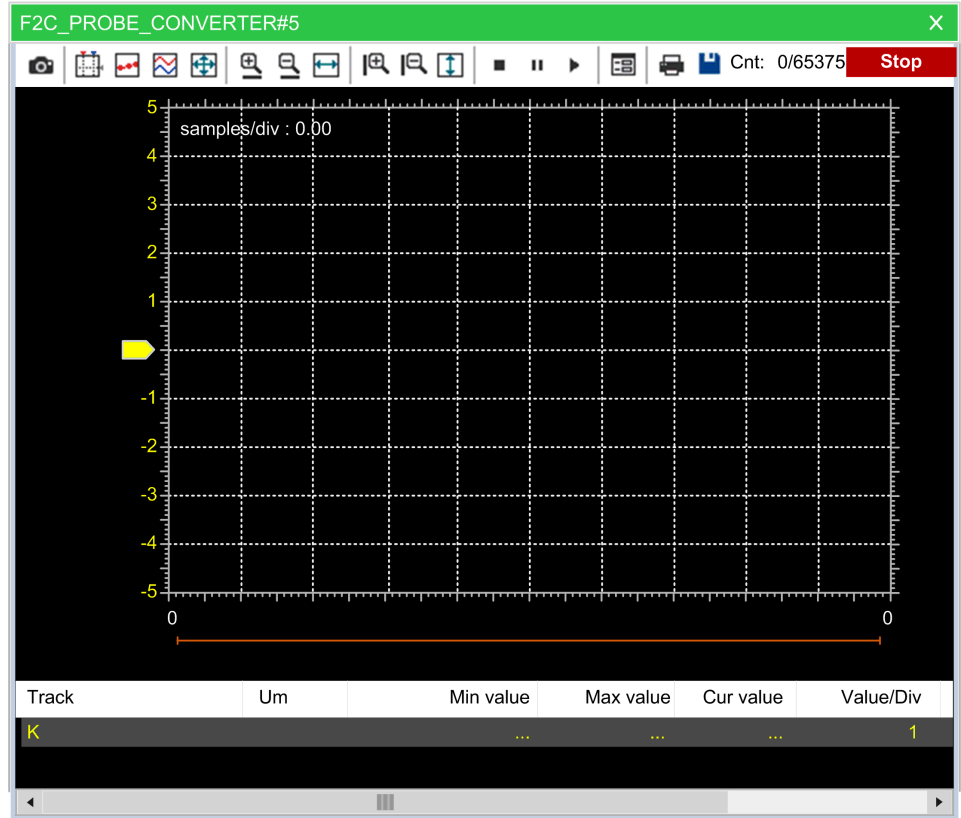 F2C_PROBE_CONVERTER#5 X
Cnt: 0/65375 Stop
samples/div : 0.00
5
4
3
2
1
-1
-2
-3
-4
-5
0 0
Track Um Min value Max value Cur value Value/Div
K ... ... ... 1